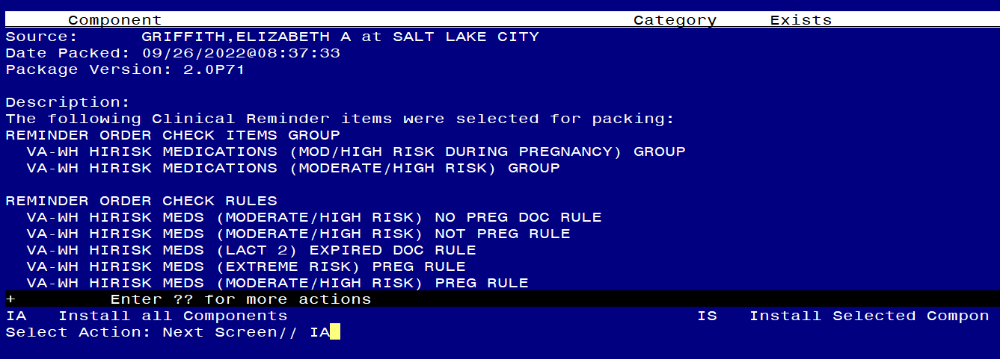 Component Category Exists
Source: GRIFFITH,ELIZABETH A at SALT LAKE CITY
Date Packed: 09/26/2022@08:37:33
Package Version: 2.0P71
Description:
The following Clinical Reminder items were selected for packing:
REMINDER ORDER CHECK ITEMS GROUP
VA-WH HIRISK MEDICATIONS (MOD/HIGH RISK DURING PREGNANCY) GROUP
VA-WH HIRISK MEDICATIONS (MODERATE/HIGH RISK) GROUP
REMINDER ORDER CHECK RULES
VA-WH HIRISK MEDS (MODERATE/HIGH RISK) NO PREG DOC RULE
VA-WH HIRISK MEDS (MODERATE/HIGH RISK) NOT PREG RULE
VA-WH HIRISK MEDS (LACT 2) EXPIRED DOC RULE
VA-WH HIRISK MEDS (EXTREME RISK) PREG RULE
VA-WH HIRISK MEDS (MODERATE/HIGH RISK) PREG RULE
+ Enter ?? for more actions
IA Install all Components IS Install Selected Compon
Select Action: Next Screen// IA